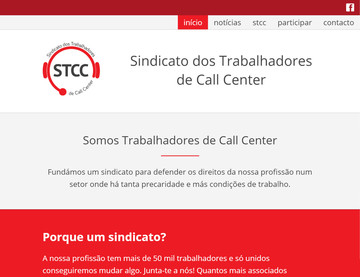 início notícias stcc participar contacto
Sindicato dos Trabalhadores
STCC
de Call Center
Sindicato dos Trabalhadores
de Call Center
Somos Trabalhadores de Call Center
Fundámos um sindicato para defender os direitos da nossa profissão num
setor onde há tanta precaridade e más condições de trabalho.
Porque um sindicato?
A nossa profissão tem mais de 50 mil trabalhadores e só unidos
conseguiremos mudar algo. Junta-te a nós! Quantos mais associados